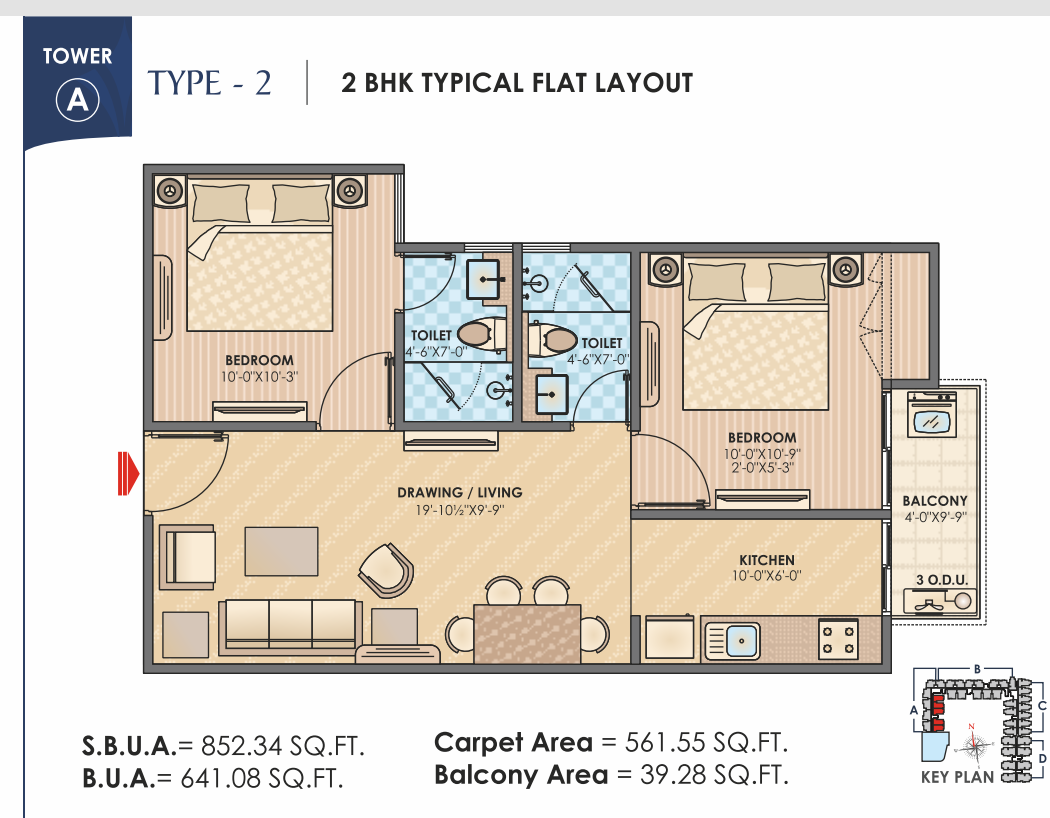 TOWER
A
TYPE - 2
2 BHK TYPICAL FLAT LAYOUT
BEDROOM
10'-0"X10'-3"
TOILET
4'-6"X7'-0"
TOILET
4'-6"X7'-0"
BEDROOM
10'-0"X10'-9"
2'-0"X5'-3"
DRAWING / LIVING
19'-10½"X9'-9"
BALCONY
4'-0"X9'-9"
KITCHEN
10'-0"X6'-0"
3 O.D.U.
S.B.U.A.= 852.34 SQ.FT.
B.U.A.= 641.08 SQ.FT.
Carpet Area = 561.55 SQ.FT.
Balcony Area = 39.28 SQ.FT.
B
A
C
N
D
KEY PLAN